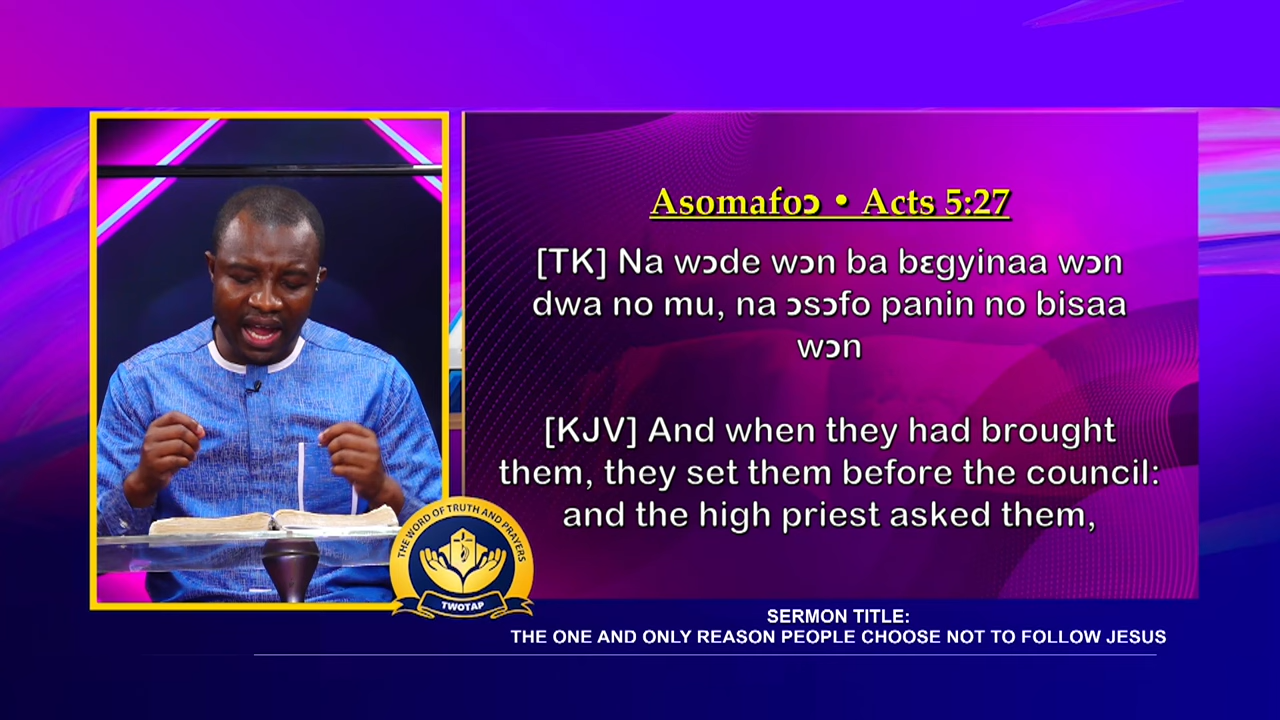 Asomafoɔ • Acts 5:27
[TK] Na wɔde wɔn ba bɛgyinaa wɔn
dwa no mu, na ɔsɔfo panin no bisaa
wɔn
[KJV] And when they had brought
them, they set them before the council:
and the high priest asked them,
THE WORD OF TRUTH AND PRAYERS
TWOTAP
SERMON TITLE:
THE ONE AND ONLY REASON PEOPLE CHOOSE NOT TO FOLLOW JESUS